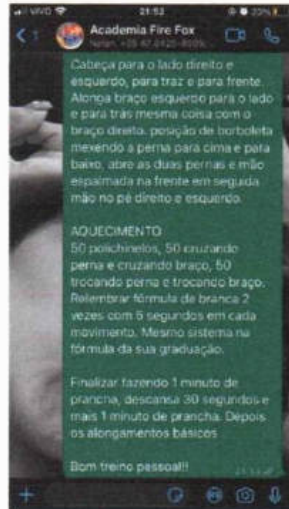 VIVO
21:52
20%
1
Academia Fire Fox
Cabeça para o lado direito e
esquerdo, para traz e para frente.
Alonga braço esquerdo para o lado
e para trás mesma coisa com o
braço direito. posição de borboleta
mexendo a perna para cima e para
baixo, abre as duas pernas e mão
espalmada na frente em seguida
mão no pé direito e esquerdo.
AQUECIMENTO
50 polichinelos, 50 cruzando
perna e cruzando braço, 50
trocando perna e trocando braço.
Relembrar fórmula de branca 2
vezes com 5 segundos em cada
movimento. Mesmo sistema na
fórmula da sua graduação.
Finalizar fazendo 1 minuto de
prancha, descansa 30 segundos e
mais 1 minuto de prancha. Depois
os alongamentos básicos
Bom treino pessoal!!